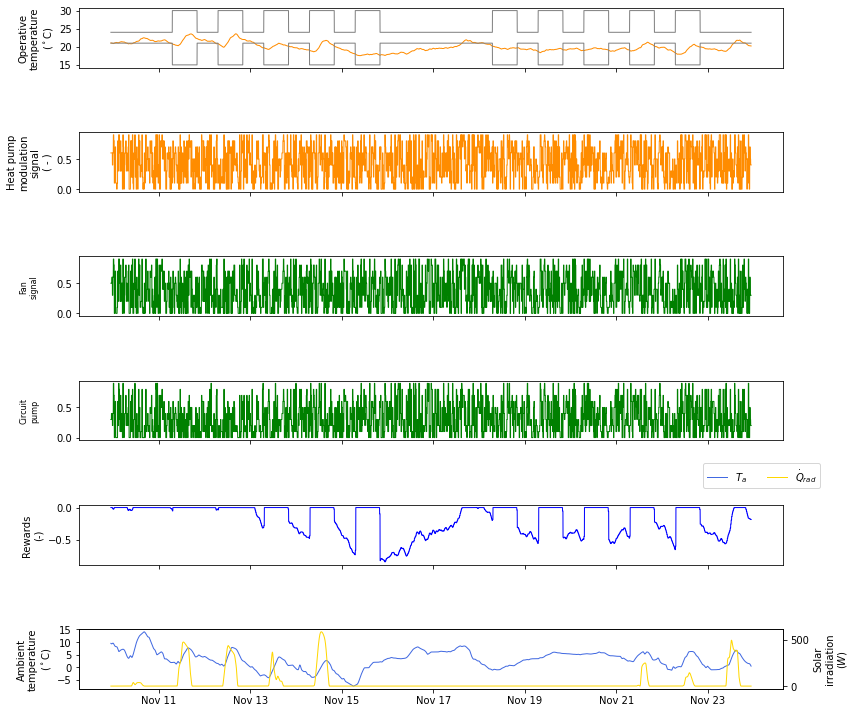 Operative
temperature
(°C)
30
25
20
15
Heat pump
modulation
signal
( - )
0.5
0.0
Fan
signal
0.5
0.0
Circuit
pump
0.5
0.0
T_a
Q̇_rad
Rewards
(-)
0.0
−0.5
Ambient
temperature
(°C)
15
10
5
0
−5
500
0
Solar
irradiation
(W)
Nov 11 Nov 13 Nov 15 Nov 17 Nov 19 Nov 21 Nov 23